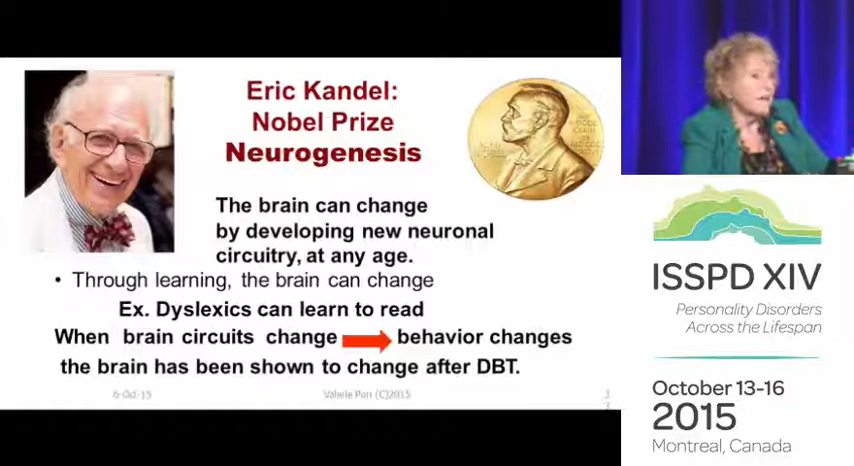 Eric Kandel:
Nobel Prize
Neurogenesis
The brain can change
by developing new neuronal
circuitry, at any age.
• Through learning, the brain can change
Ex. Dyslexics can learn to read
When brain circuits change behavior changes
the brain has been shown to change after DBT.
Valerie Porr (C)2015
ISSPD XIV
Personality Disorders
Across the Lifespan
October 13-16
2015
Montreal, Canada